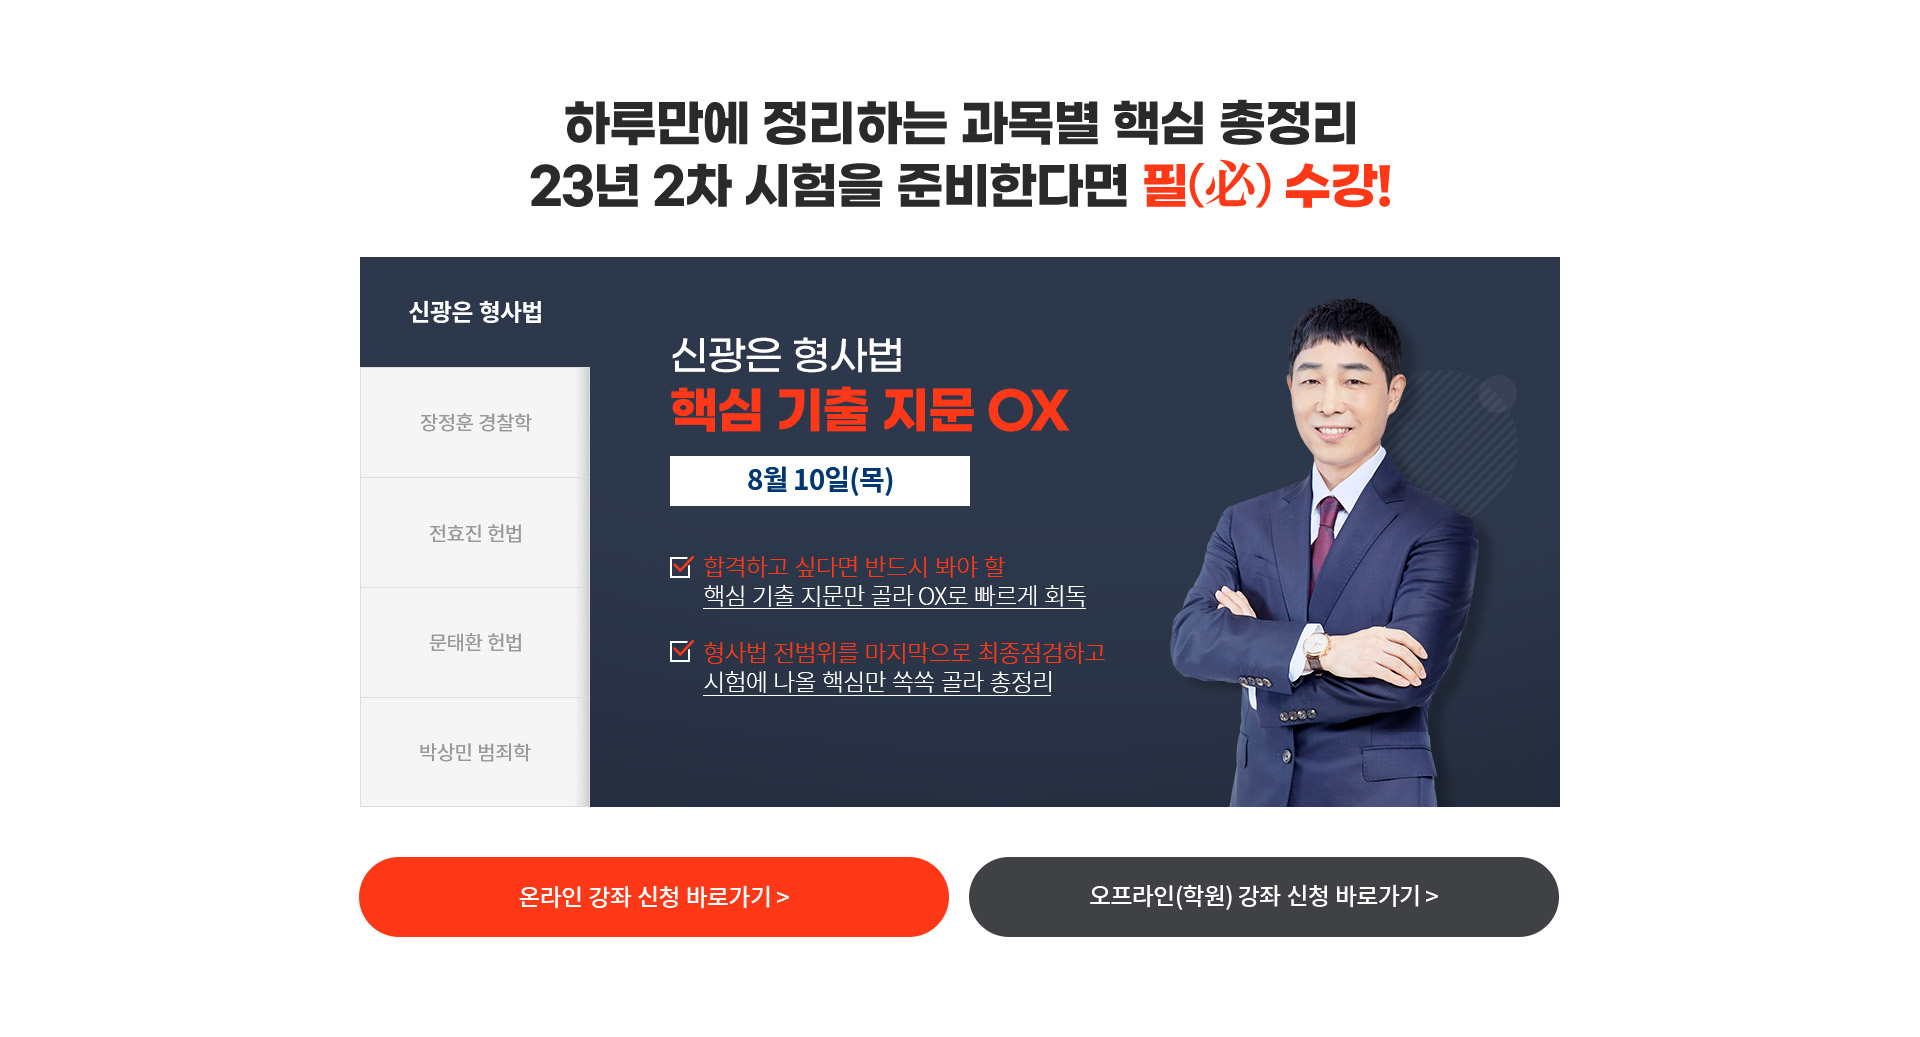 하루만에 정리하는 과목별 핵심 총정리
23년 2차 시험을 준비한다면 필(必) 수강!
신광은 형사법
장정훈 경찰학
전효진 헌법
문태환 헌법
박상민 범죄학
신광은 형사법
핵심 기출 지문 OX
8월 10일(목)
합격하고 싶다면 반드시 봐야 할
핵심 기출 지문만 골라 OX로 빠르게 회독
형사법 전범위를 마지막으로 최종점검하고
시험에 나올 핵심만 쏙쏙 골라 총정리
온라인 강좌 신청 바로가기 >
오프라인(학원) 강좌 신청 바로가기 >